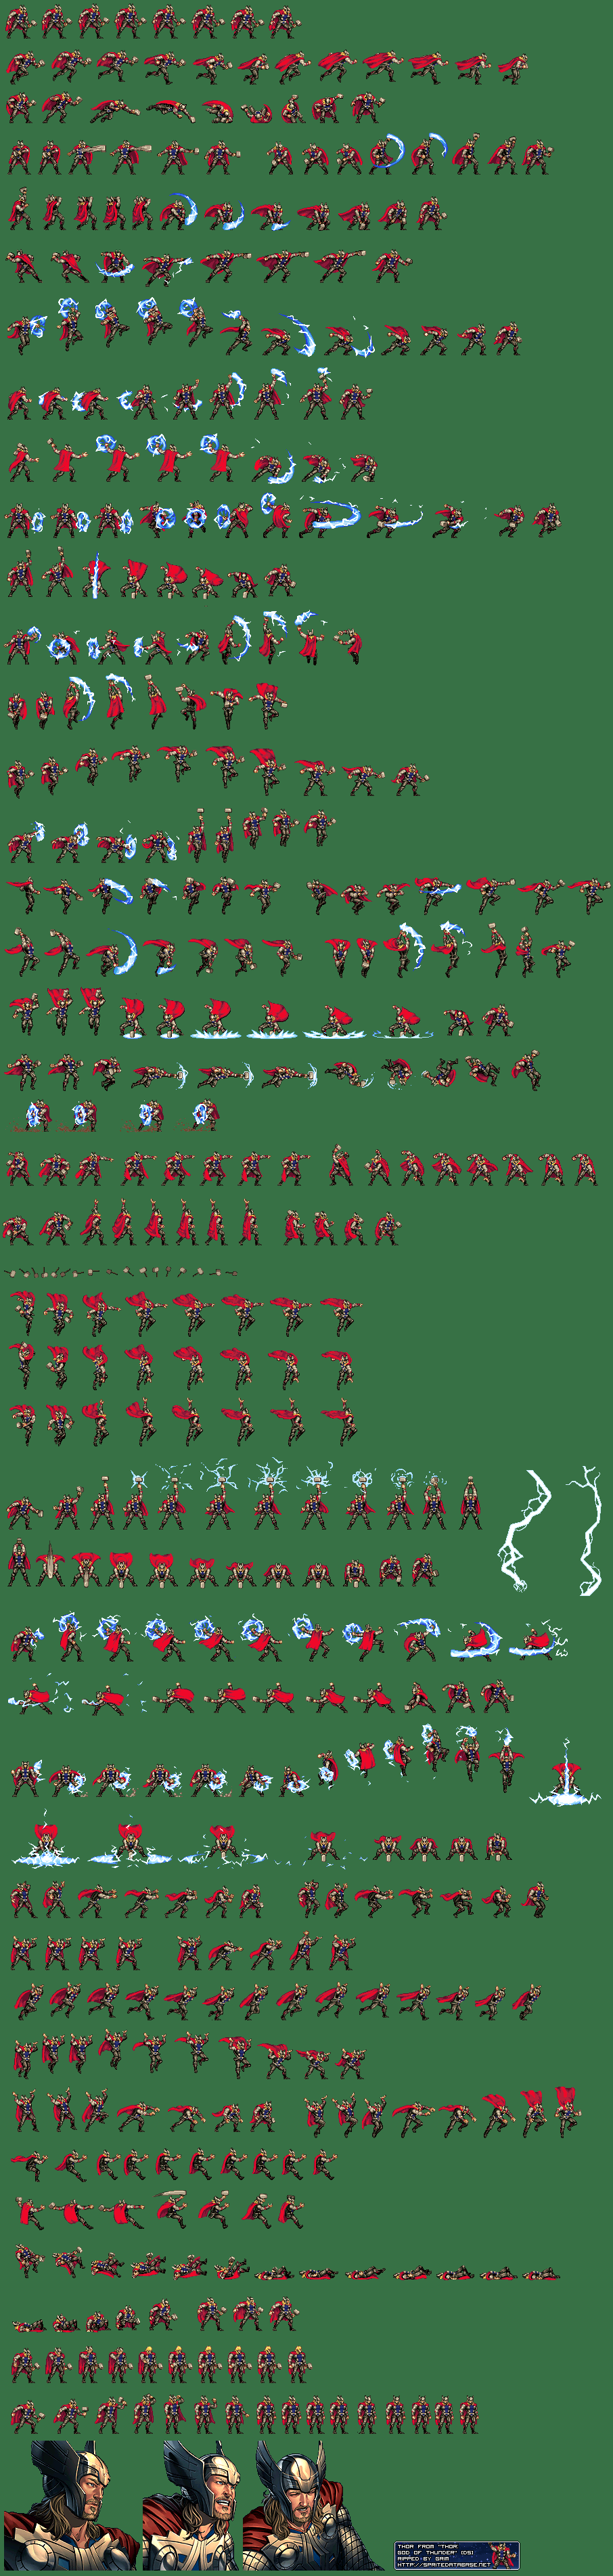 THOR FROM "THOR
GOD OF THUNDER" (DS)
RIPPED BY GRIM
HTTP://SPRITEDATABASE.NET